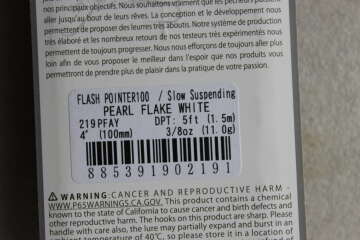 nos principaux objectifs. Nous souhaitons vraiment que les pêcheurs puissent
aller jusqu'au bout de leurs rêves. La conception et le développement nous
permettent de proposer des leurres très aboutis. Notre système de production
très élaboré et les nombreux retours de nos testeurs très expérimentés nous
permettent de toujours progresser. Nous nous efforçons de toujours aller
de l'avant afin de vous proposer le meilleur dans l'espoir que nos produits
permettront de prendre plus de plaisir dans la pratique de votre passion.
FLASH POINTER100 / Slow Suspending
PEARL FLAKE WHITE
219PFAY DPT: 5ft (1.5m)
4" (100mm) 3/8oz (11.0g)
885391902191
WARNING: CANCER AND REPRODUCTIVE HARM -
WWW.P65WARNINGS.CA.GOV. This product contains a chemical
known to the state of California to cause cancer and birth defects and
other reproductive harm. The hooks on this product are sharp. Please
the lure may partially expand and burst in an
ambient temperature of 40℃, so please store it in a location of